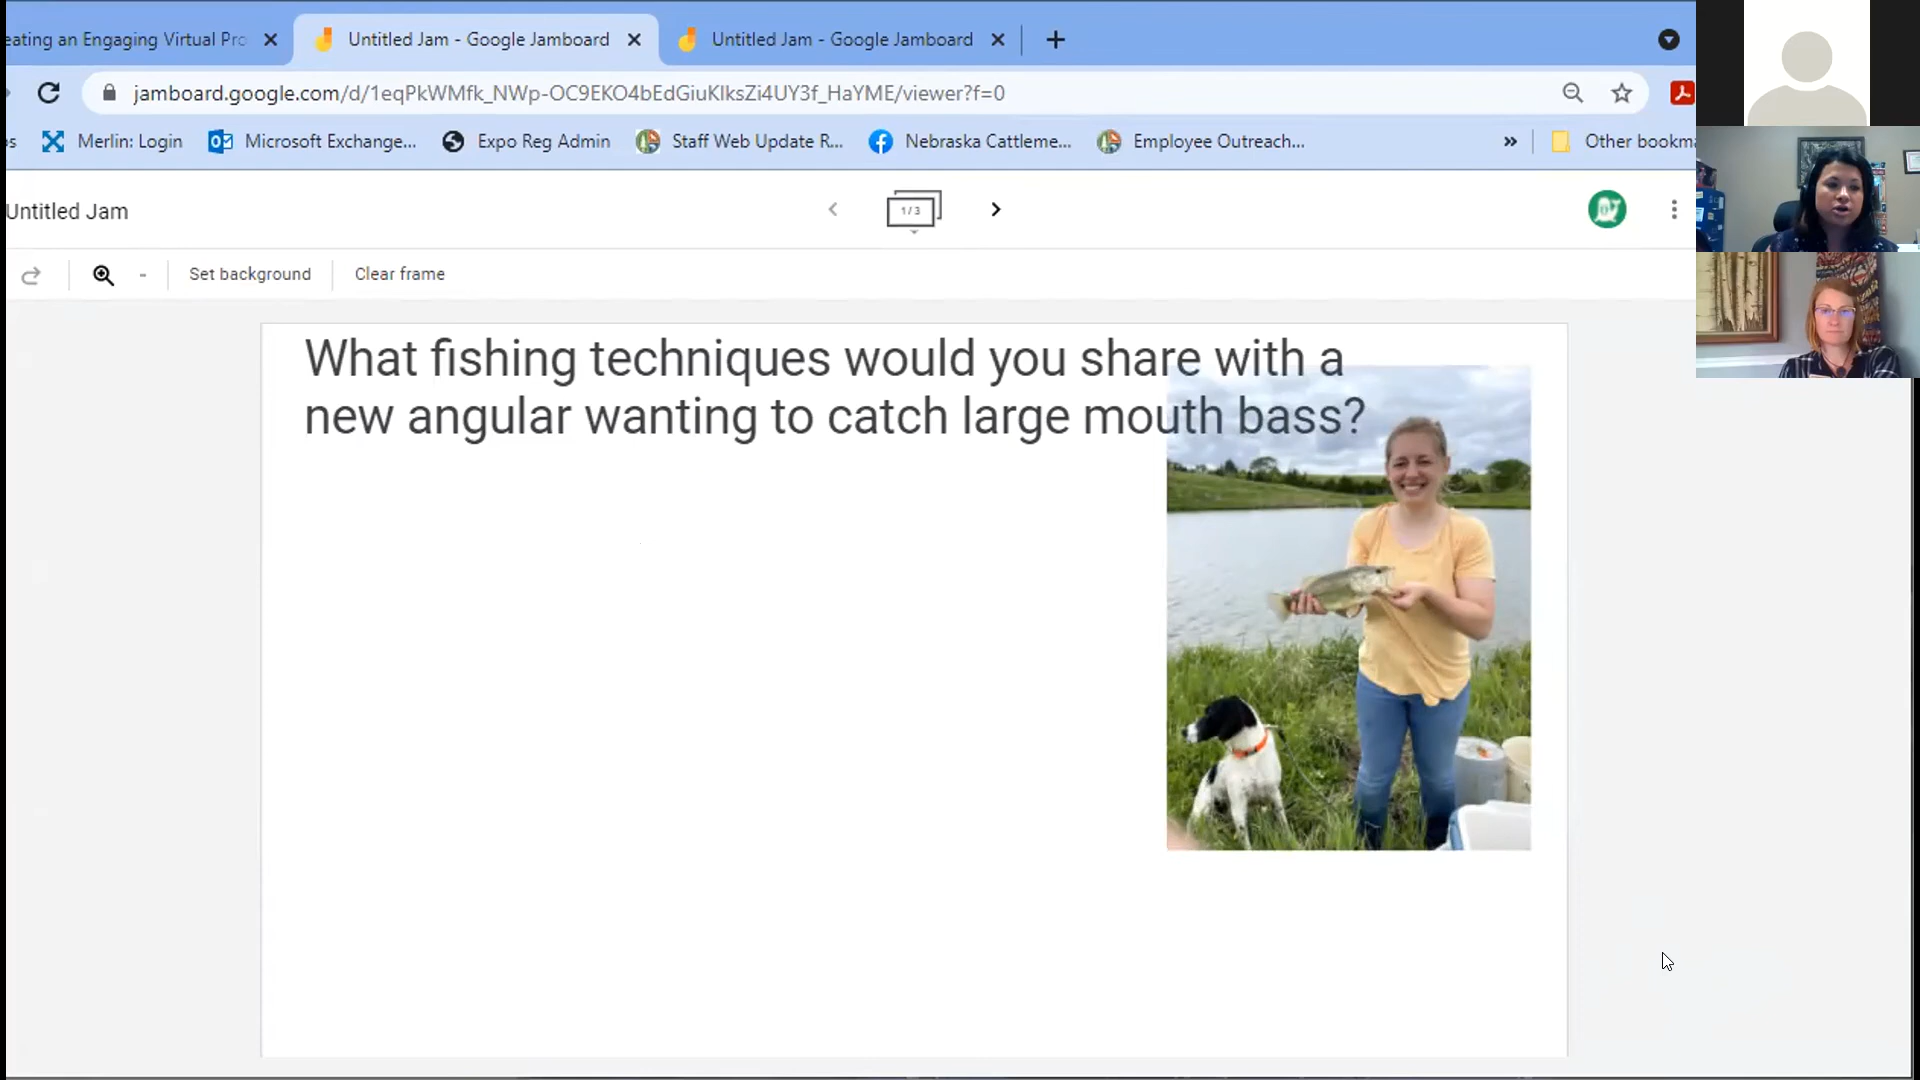 eating an Engaging Virtual Pro
Untitled Jam - Google Jamboard
Untitled Jam - Google Jamboard
jamboard.google.com/d/1eqPkWMfk_NWp-OC9EKO4bEdGiuKIksZi4UY3f_HaYME/viewer?f=0
os
Merlin: Login
Microsoft Exchange...
Expo Reg Admin
Staff Web Update R...
Nebraska Cattleme...
Employee Outreach...
Other bookma
Untitled Jam
1/3
Set background
Clear frame
What fishing techniques would you share with a
new angular wanting to catch large mouth bass?